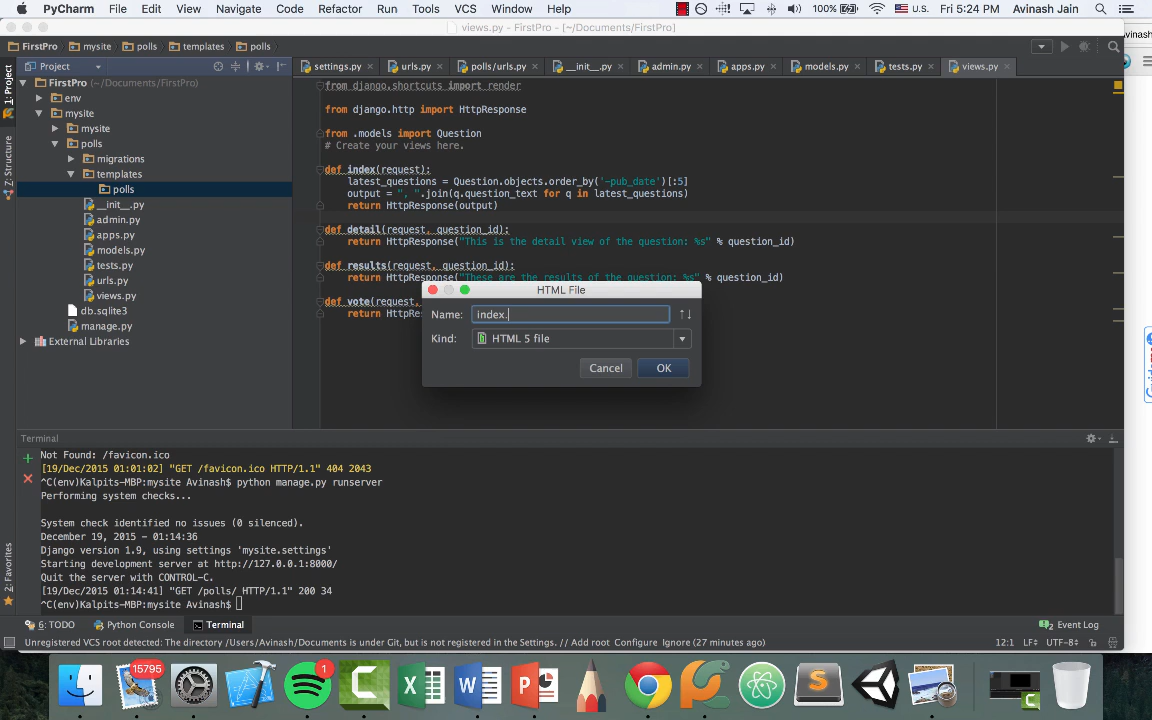 PyCharm File Edit View Navigate Code Refactor Run Tools VCS Window Help 100% U.S. Fri 5:24 PM Avinash Jain
views.py - FirstPro - [~/Documents/FirstPro]
Avinash
FirstPro mysite polls templates polls
Project settings.py urls.py polls/urls.py __init__.py admin.py apps.py models.py tests.py views.py
1: Project
Z: Structure
2: Favorites
FirstPro (~/Documents/FirstPro)
env
mysite
mysite
polls
migrations
templates
polls
__init__.py
admin.py
apps.py
models.py
tests.py
urls.py
views.py
db.sqlite3
manage.py
External Libraries
from django.shortcuts import render
from django.http import HttpResponse
from .models import Question
# Create your views here.
def index(request):
latest_questions = Question.objects.order_by('-pub_date')[:5]
output = ", ".join(q.question_text for q in latest_questions)
return HttpResponse(output)
def detail(request, question_id):
return HttpResponse("This is the detail view of the question: %s" % question_id)
def results(request, question_id):
return HttpResponse("These are the results of the question: %s" % question_id)
def vote(request,
return HttpRes
HTML File
Name: index.
Kind: HTML 5 file
Cancel OK
Terminal
Not Found: /favicon.ico
[19/Dec/2015 01:01:02] "GET /favicon.ico HTTP/1.1" 404 2043
^C(env)Kalpits-MBP:mysite Avinash$ python manage.py runserver
Performing system checks...
System check identified no issues (0 silenced).
December 19, 2015 - 01:14:36
Django version 1.9, using settings 'mysite.settings'
Starting development server at http://127.0.0.1:8000/
Quit the server with CONTROL-C.
[19/Dec/2015 01:14:41] "GET /polls/ HTTP/1.1" 200 34
^C(env)Kalpits-MBP:mysite Avinash$
6: TODO Python Console Terminal 2 Event Log
Unregistered VCS root detected: The directory /Users/Avinash/Documents is under Git, but is not registered in the Settings. // Add root Configure Ignore (27 minutes ago) 12:1 LF UTF-8
15795 1